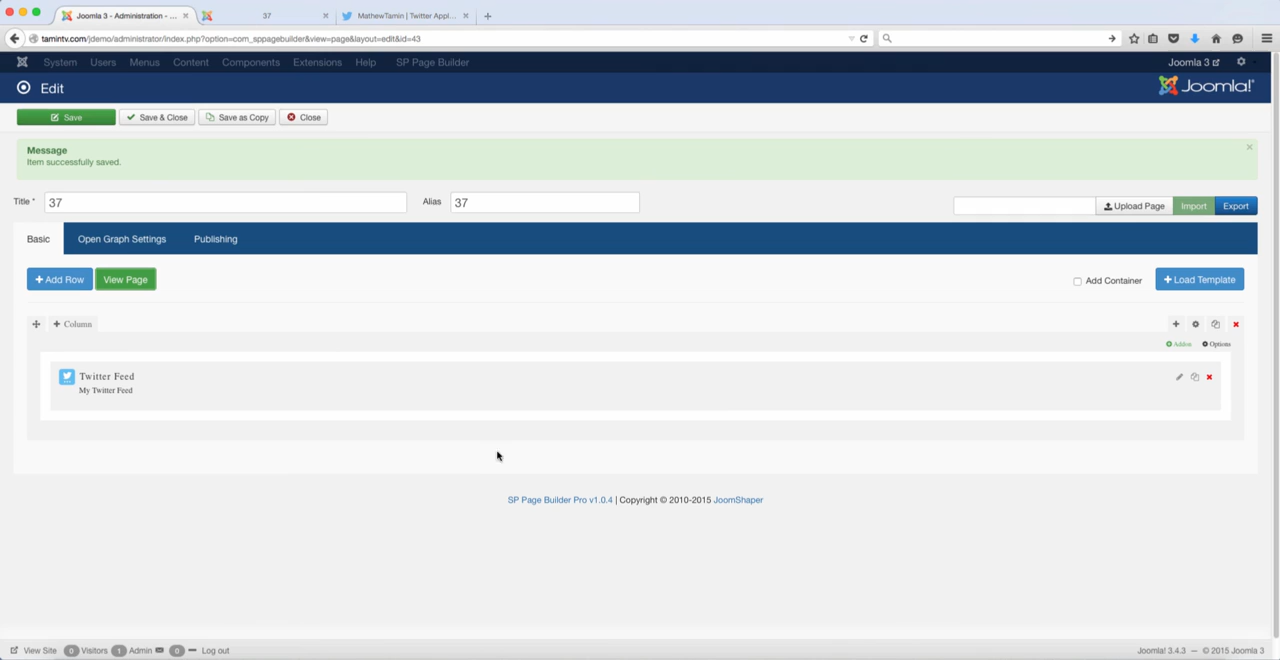 Joomla 3 - Administration - ...
37
MathewTamin | Twitter Appl...
tamintv.com/jdemo/administrator/index.php?option=com_sppagebuilder&view=page&layout=edit&id=43
System Users Menus Content Components Extensions Help SP Page Builder Joomla 3
Edit Joomla!®
Save Save & Close Save as Copy Close
Message
Item successfully saved.
Title * 37 Alias 37 Upload Page Import Export
Basic Open Graph Settings Publishing
Add Row View Page Add Container Load Template
Column
Addon Options
Twitter Feed
My Twitter Feed
SP Page Builder Pro v1.0.4 | Copyright © 2010-2015 JoomShaper
View Site 0 Visitors 1 Admin 0 Log out Joomla! 3.4.3 — © 2015 Joomla 3